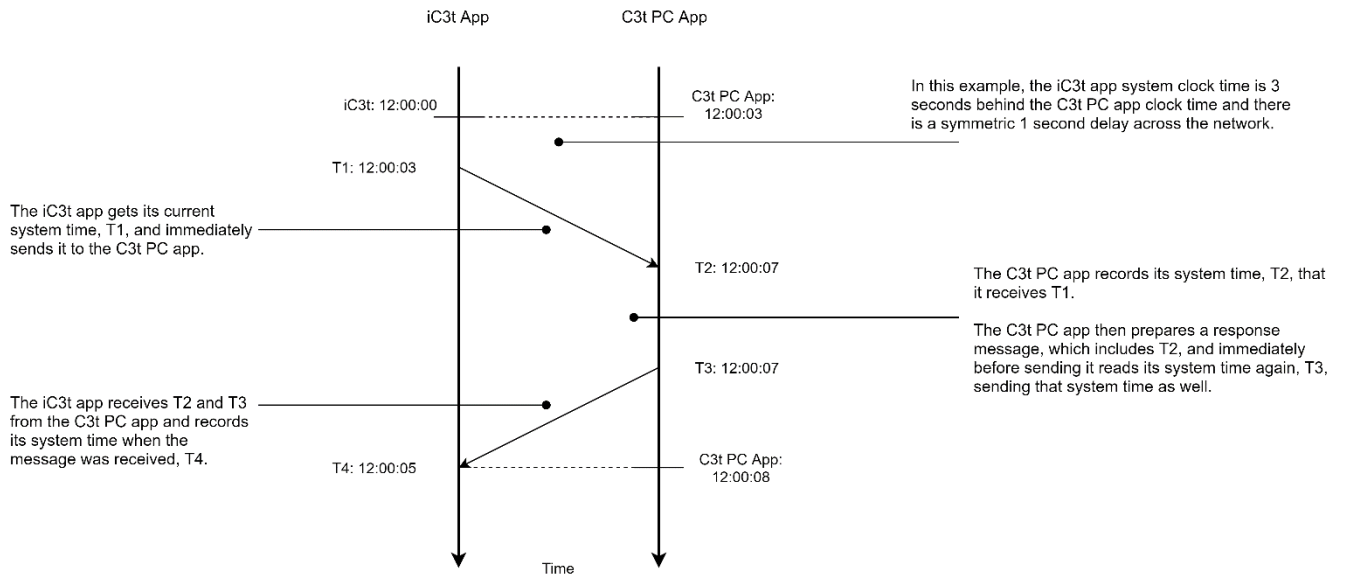 iC3t App
C3t PC App
In this example, the iC3t app system clock time is 3
seconds behind the C3t PC app clock time and there
is a symmetric 1 second delay across the network.
iC3t: 12:00:00
C3t PC App:
12:00:03
T1: 12:00:03
The iC3t app gets its current
system time, T1, and immediately
sends it to the C3t PC app.
T2: 12:00:07
The C3t PC app records its system time, T2, that
it receives T1.
The C3t PC app then prepares a response
message, which includes T2, and immediately
before sending it reads its system time again, T3,
sending that system time as well.
T3: 12:00:07
The iC3t app receives T2 and T3
from the C3t PC app and records
its system time when the
message was received, T4.
T4: 12:00:05
C3t PC App:
12:00:08
Time